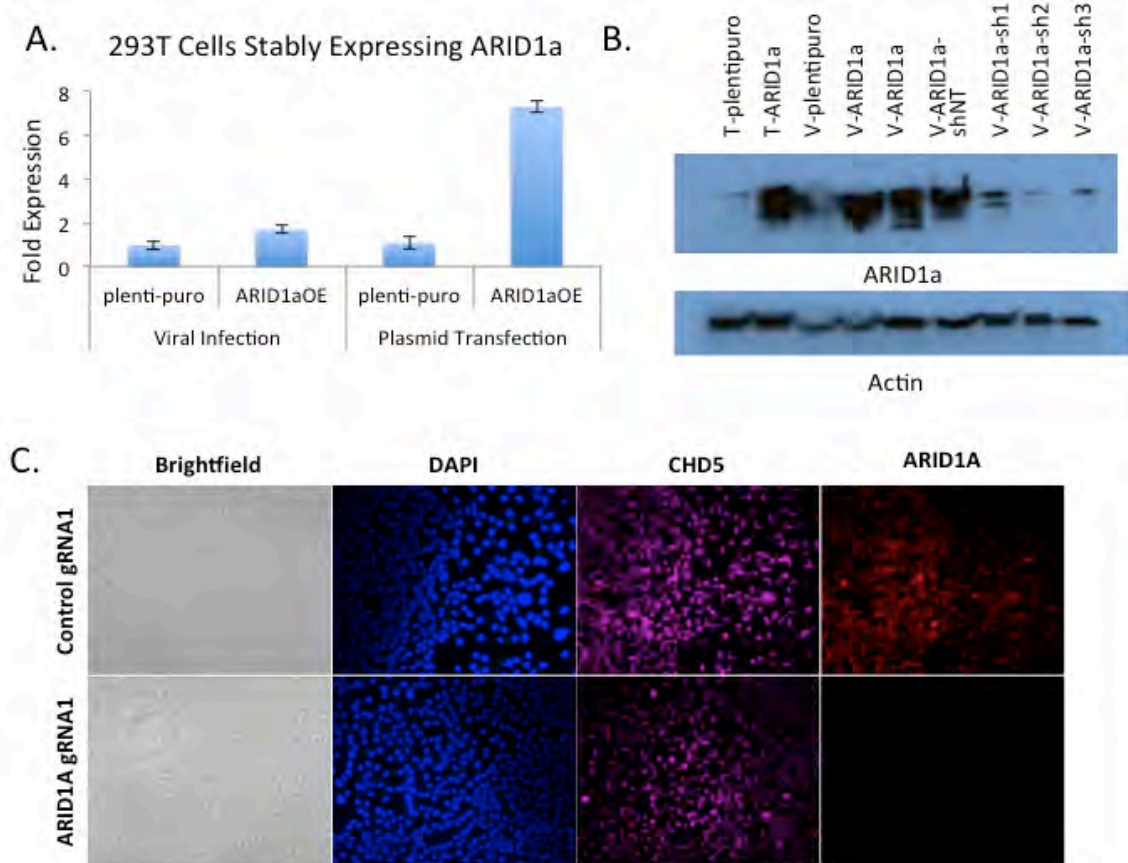 A.
293T Cells Stably Expressing ARID1a
Fold Expression
8
6
4
2
0
plenti-puro
ARID1aOE
plenti-puro
ARID1aOE
Viral Infection
Plasmid Transfection
B.
T-plentipuro
T-ARID1a
V-plentipuro
V-ARID1a
V-ARID1a
V-ARID1a-
shNT
V-ARID1a-sh1
V-ARID1a-sh2
V-ARID1a-sh3
ARID1a
Actin
C.
Brightfield
DAPI
CHD5
ARID1A
Control gRNA1
ARID1A gRNA1